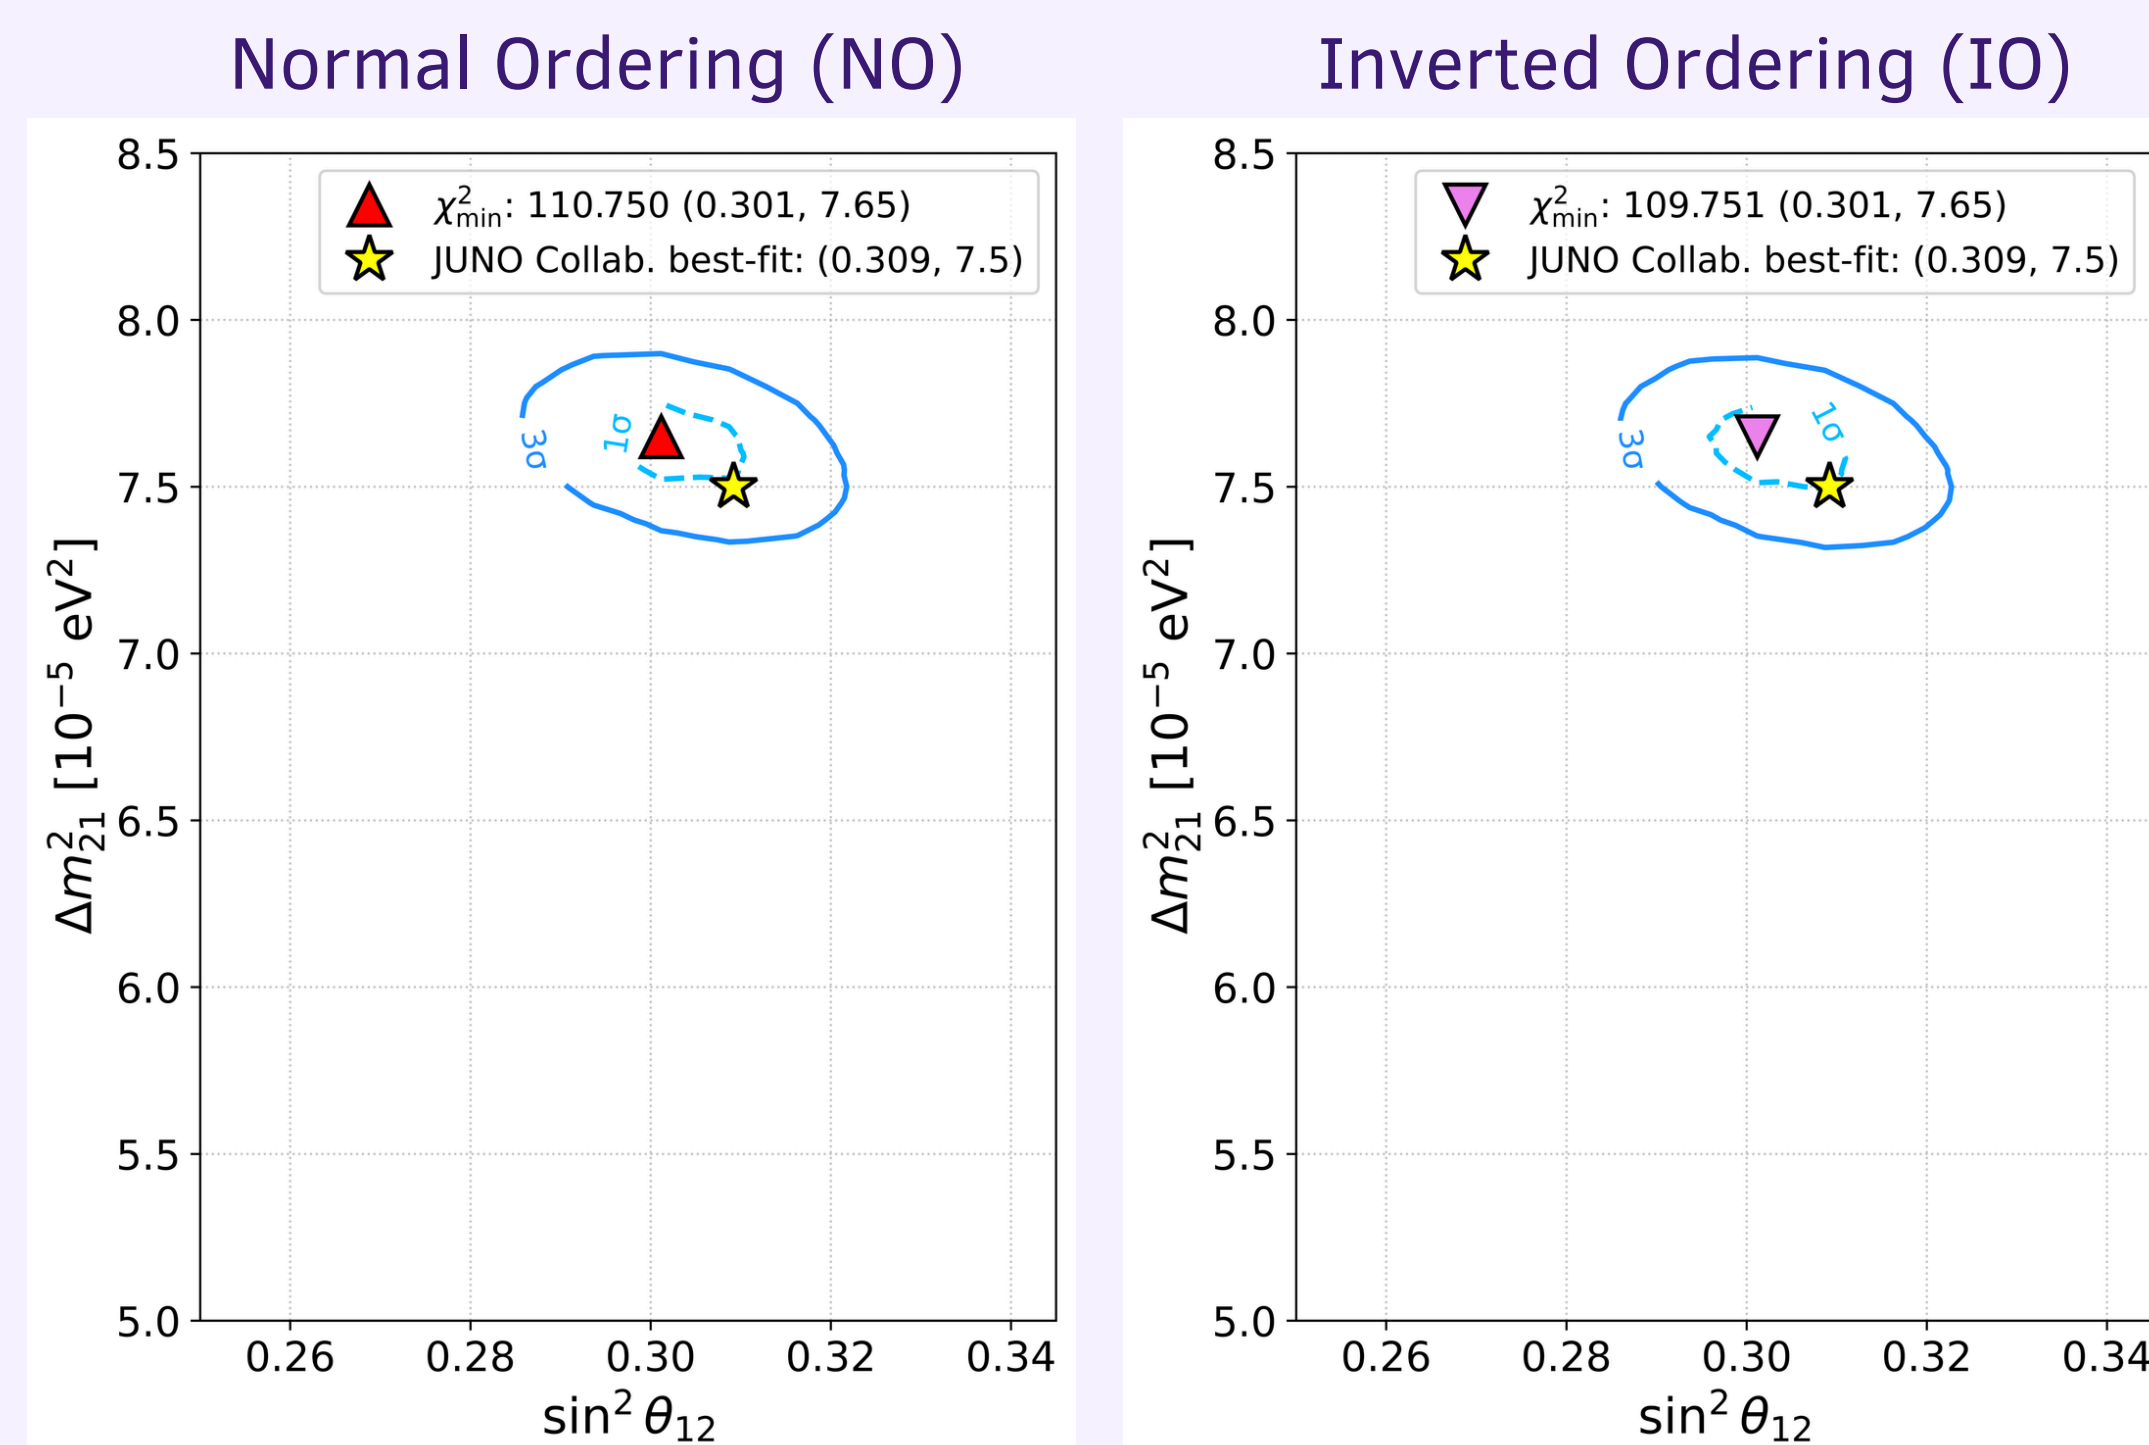 Normal Ordering (NO)
χ²min: 110.750 (0.301, 7.65)
JUNO Collab. best-fit: (0.309, 7.5)
8.5
8.0
7.5
7.0
6.5
6.0
5.5
5.0
Δm²21 [10⁻⁵ eV²]
1σ
3σ
0.26 0.28 0.30 0.32 0.34
sin² θ12
Inverted Ordering (IO)
χ²min: 109.751 (0.301, 7.65)
JUNO Collab. best-fit: (0.309, 7.5)
8.5
8.0
7.5
7.0
6.5
6.0
5.5
5.0
Δm²21 [10⁻⁵ eV²]
1σ
3σ
0.26 0.28 0.30 0.32 0.34
sin² θ12